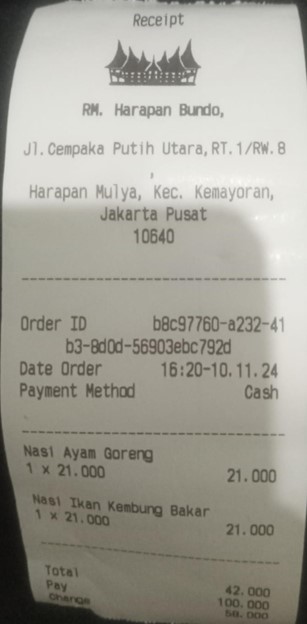 Receipt
RM. Harapan Bundo,
Jl.Cempaka Putih Utara,RT.1/RW.8
,
Harapan Mulya, Kec. Kemayoran,
Jakarta Pusat
10640
Order ID b8c97760-a232-41
b3-8d0d-56903ebc792d
Date Order 16:20-10.11.24
Payment Method Cash
Nasi Ayam Goreng
1 x 21.000 21.000
Nasi Ikan Kembung Bakar
1 x 21.000
21.000
Total 42.000
Pay 100.000
Change 58.000